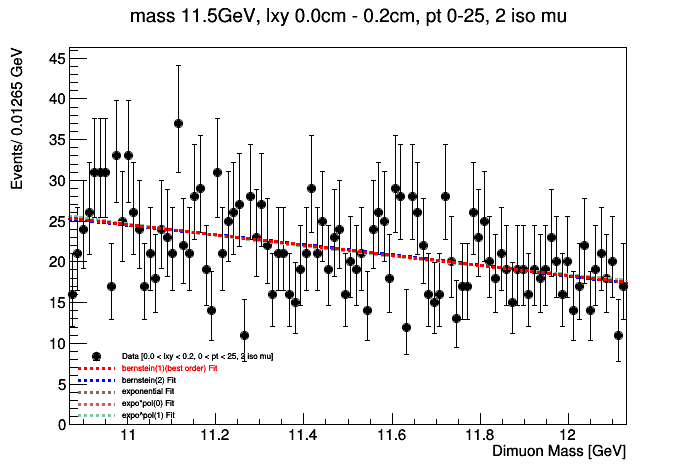 mass 11.5GeV, lxy 0.0cm - 0.2cm, pt 0-25, 2 iso mu
Events/ 0.01265 GeV
45
40
35
30
25
20
15
10
5
0
Data [0.0 < lxy < 0.2, 0 < pt < 25, 2 iso mu]
bernstein(1)(best order) Fit
bernstein(2) Fit
exponential Fit
expo*pol(0) Fit
expo*pol(1) Fit
11
11.2
11.4
11.6
11.8
12
Dimuon Mass [GeV]